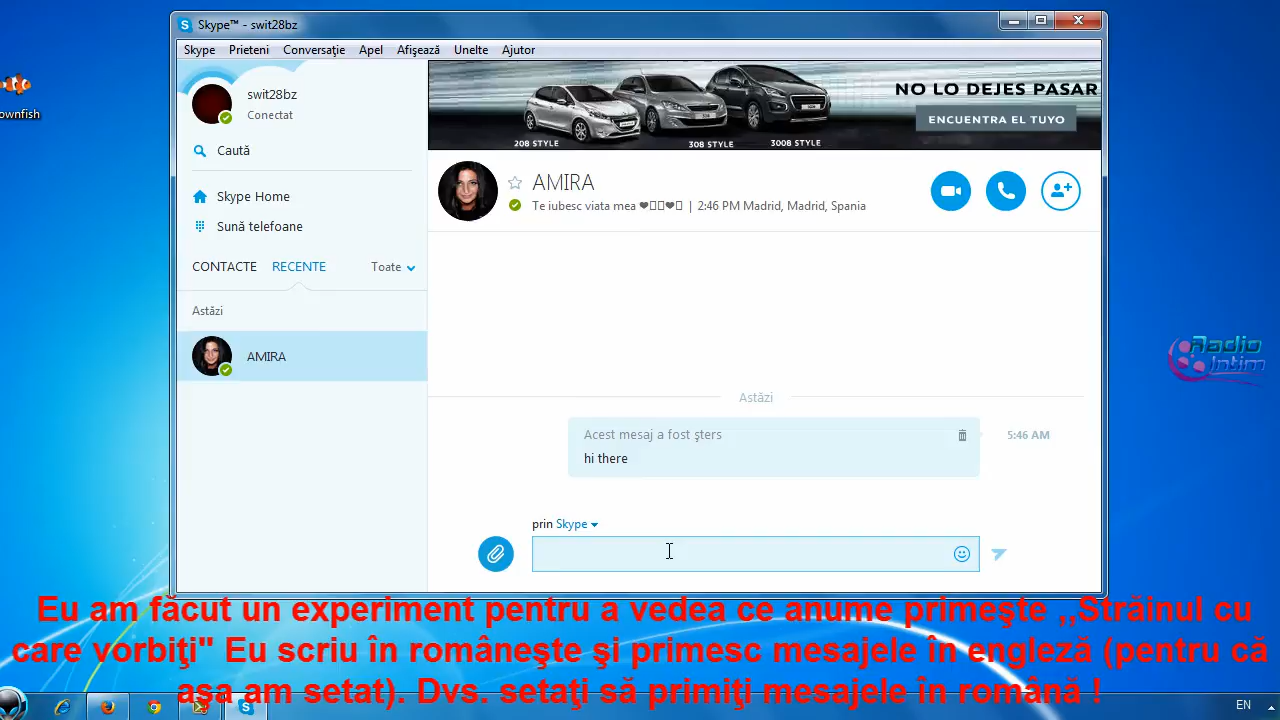 Skype™ - swit28bz
Skype Prieteni Conversaţie Apel Afişează Unelte Ajutor
swit28bz
Conectat
Caută
Skype Home
Sună telefoane
CONTACTE RECENTE Toate
Astăzi
AMIRA
NO LO DEJES PASAR
ENCUENTRA EL TUYO
208 STYLE 308 STYLE 3008 STYLE
AMIRA
Te iubesc viata mea ❤▯▯❤▯ | 2:46 PM Madrid, Madrid, Spania
Astăzi
Acest mesaj a fost şters 5:46 AM
hi there
prin Skype
ownfish
Radio
Intim
Eu am făcut un experiment pentru a vedea ce anume primeşte ,,Străinul cu
care vorbiţi" Eu scriu în româneşte şi primesc mesajele în engleză (pentru că
aşa am setat). Dvs. setaţi să primiţi mesajele în română !
EN